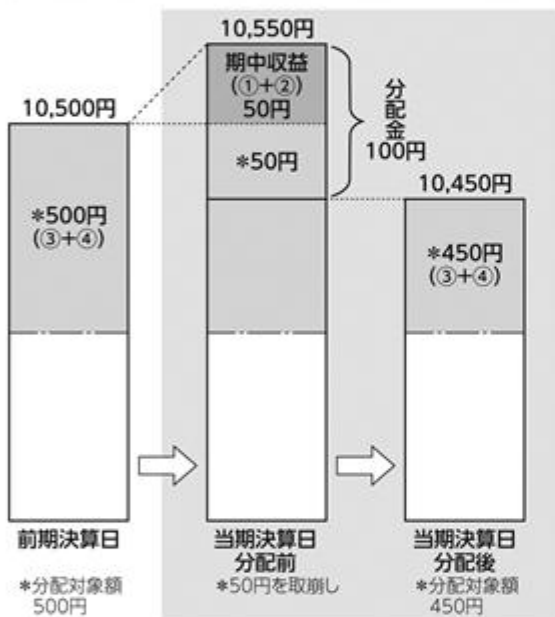 10,550円
期中収益
(①+②)
50円
10,500円
分配金
100円
*50円
10,450円
*500円
(③+④)
*450円
(③+④)
前期決算日
当期決算日
分配前
当期決算日
分配後
*分配対象額
500円
*50円を取崩し
*分配対象額
450円